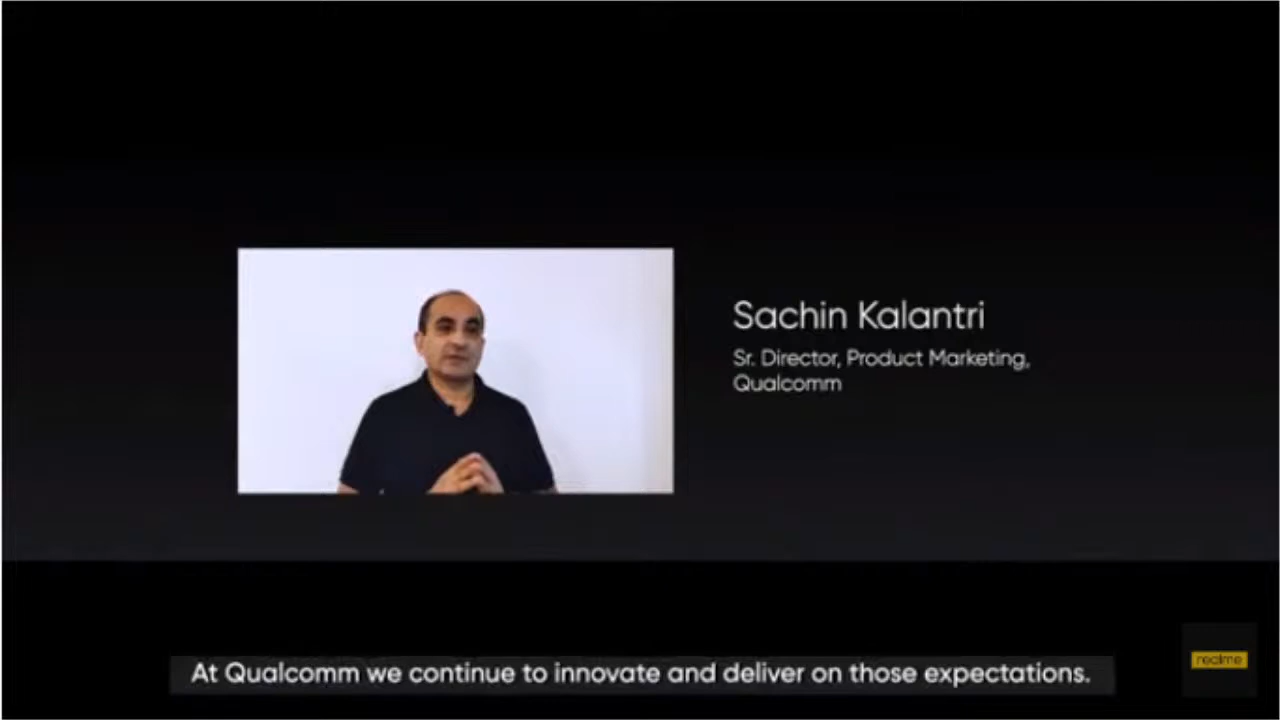 Sachin Kalantri
Sr. Director, Product Marketing,
Qualcomm
At Qualcomm we continue to innovate and deliver on those expectations.
realme